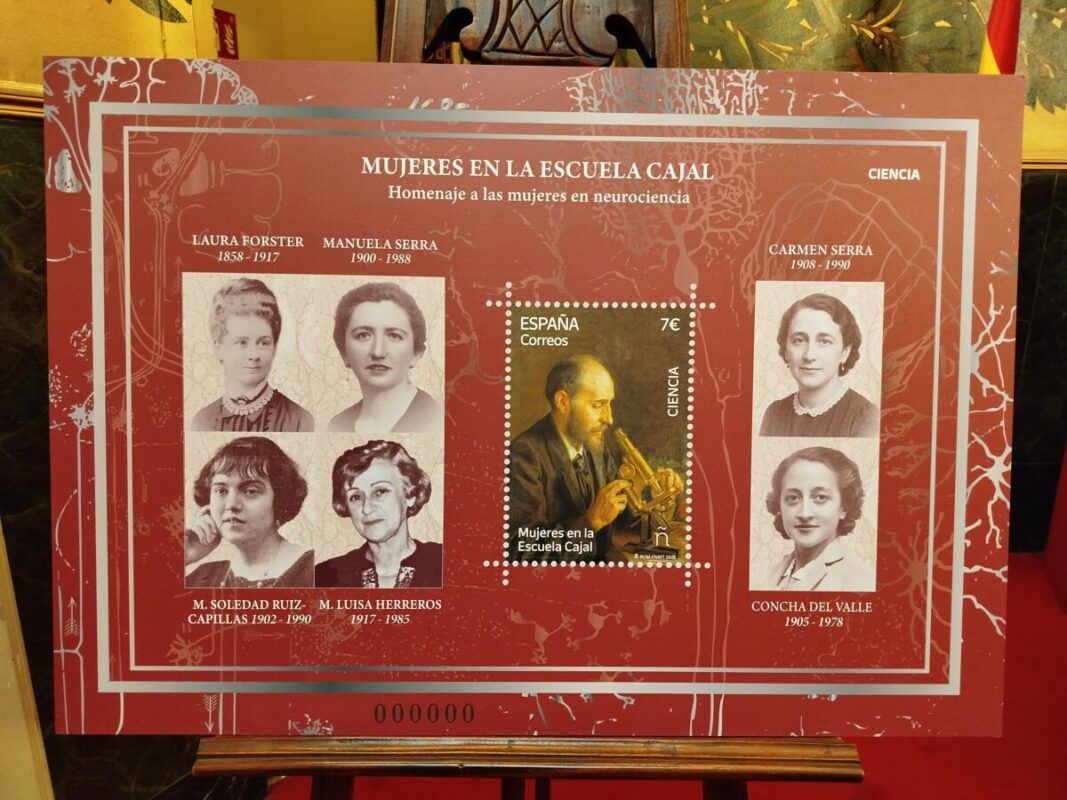 MUJERES EN LA ESCUELA CAJAL
Homenaje a las mujeres en neurociencia
CIENCIA
LAURA FORSTER
1858 - 1917
MANUELA SERRA
1900 - 1988
CARMEN SERRA
1908 - 1990
ESPAÑA
Correos
7€
CIENCIA
Mujeres en la
Escuela Cajal
ñ
M. SOLEDAD RUIZ-
CAPILLAS 1902 - 1990
M. LUISA HERREROS
1917 - 1985
CONCHA DEL VALLE
1905 - 1978
000000